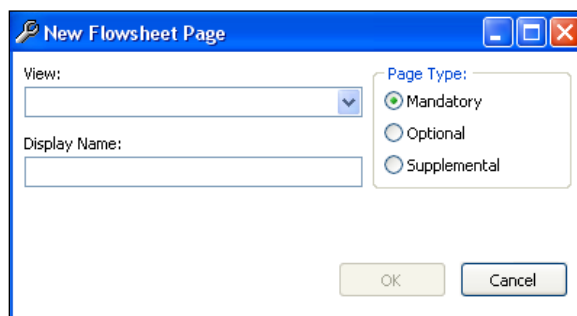 New Flowsheet Page
View:
Page Type:
Mandatory
Optional
Display Name:
Supplemental
OK
Cancel